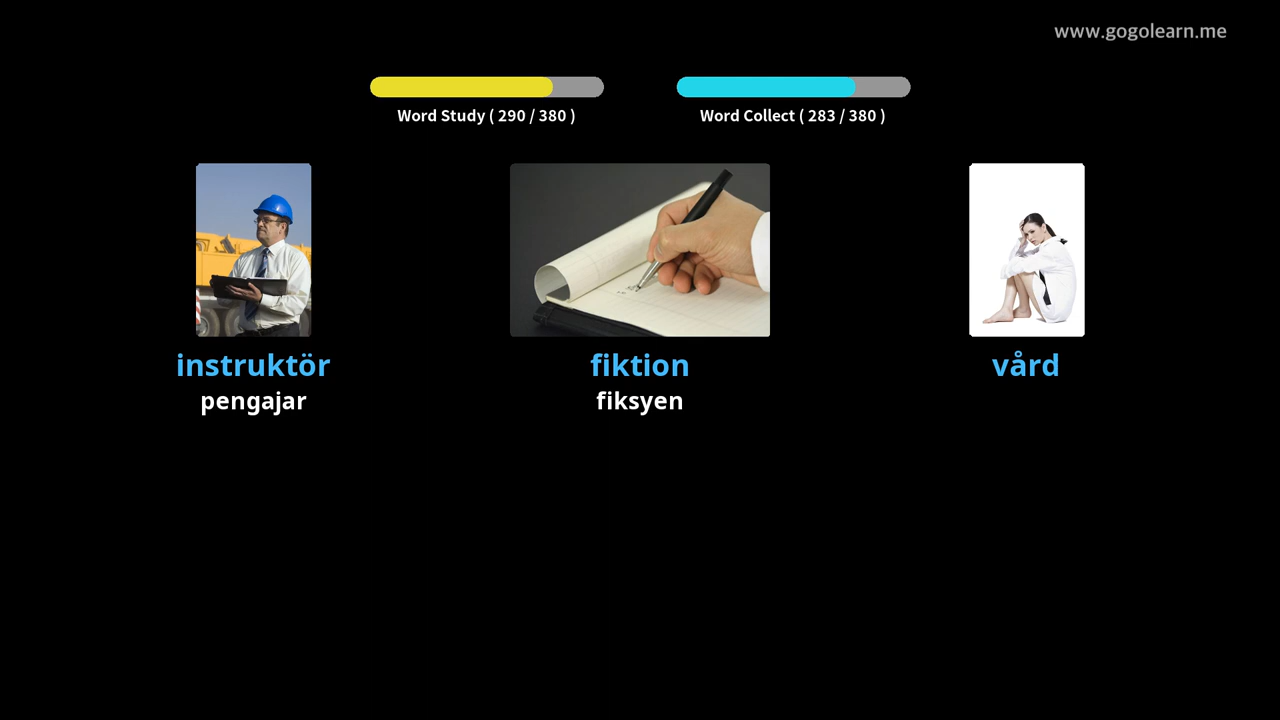 www.gogolearn.me
Word Study ( 290 / 380 )
Word Collect ( 283 / 380 )
instruktör
fiktion
vård
pengajar
fiksyen